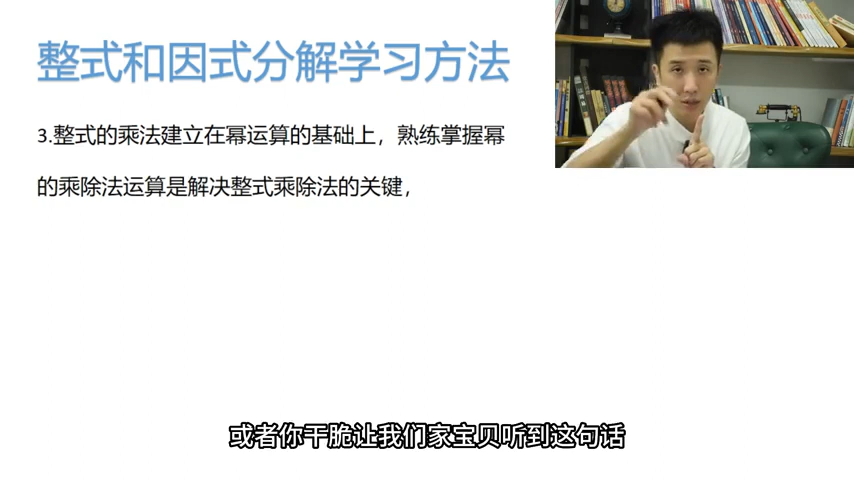 整式和因式分解学习方法
3.整式的乘法建立在幂运算的基础上，熟练掌握幂
的乘除法运算是解决整式乘除法的关键，
或者你干脆让我们家宝贝听到这句话